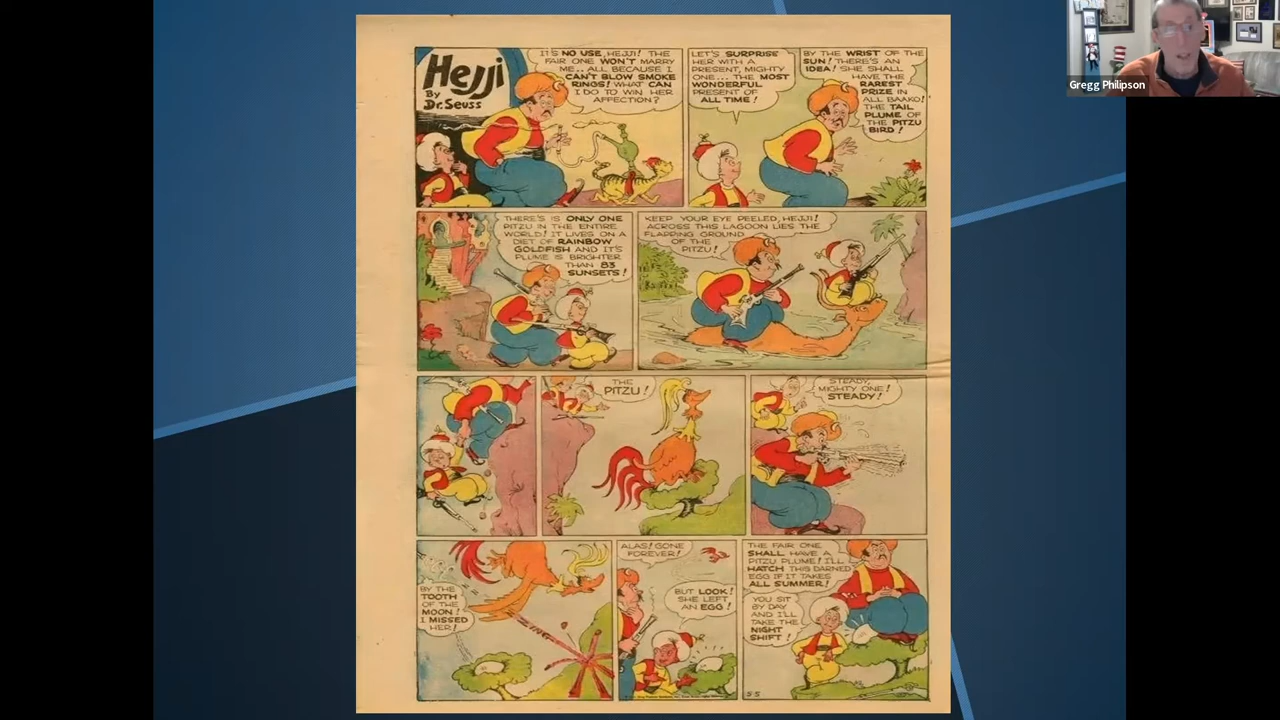 Gregg Philipson
Hejji
By
Dr. Seuss
IT'S NO USE, HEJJI! THE
FAIR ONE WON'T MARRY
ME.. ALL BECAUSE I
CAN'T BLOW SMOKE
RINGS! WHAT CAN
I DO TO WIN HER
AFFECTION?
LET'S SURPRISE
HER WITH A
PRESENT, MIGHTY
ONE... THE MOST
WONDERFUL
PRESENT OF
ALL TIME!
BY THE WRIST OF THE
SUN! THERE'S AN
IDEA! SHE SHALL
HAVE THE
RAREST
PRIZE IN
ALL BAAKO!
THE TAIL
PLUME OF
THE PITZU
BIRD!
THERE'S IS ONLY ONE
PITZU IN THE ENTIRE
WORLD! IT LIVES ON A
DIET OF RAINBOW
GOLDFISH AND IT'S
PLUME IS BRIGHTER
THAN 83
SUNSETS!
KEEP YOUR EYE PEELED, HEJJI!
ACROSS THIS LAGOON LIES THE
FLAPPING GROUND
OF THE
PITZU!
THE
PITZU!
STEADY,
MIGHTY ONE!
STEADY!
BY THE
TOOTH
OF THE
MOON!
I MISSED
HER!
ALAS! GONE
FOREVER!
BUT LOOK!
SHE LEFT
AN EGG!
THE FAIR ONE
SHALL HAVE A
PITZU PLUME! I'LL
HATCH THIS DARNED
EGG IF IT TAKES
ALL SUMMER!
YOU SIT
BY DAY
AND I'LL
TAKE THE
NIGHT
SHIFT!
5-5